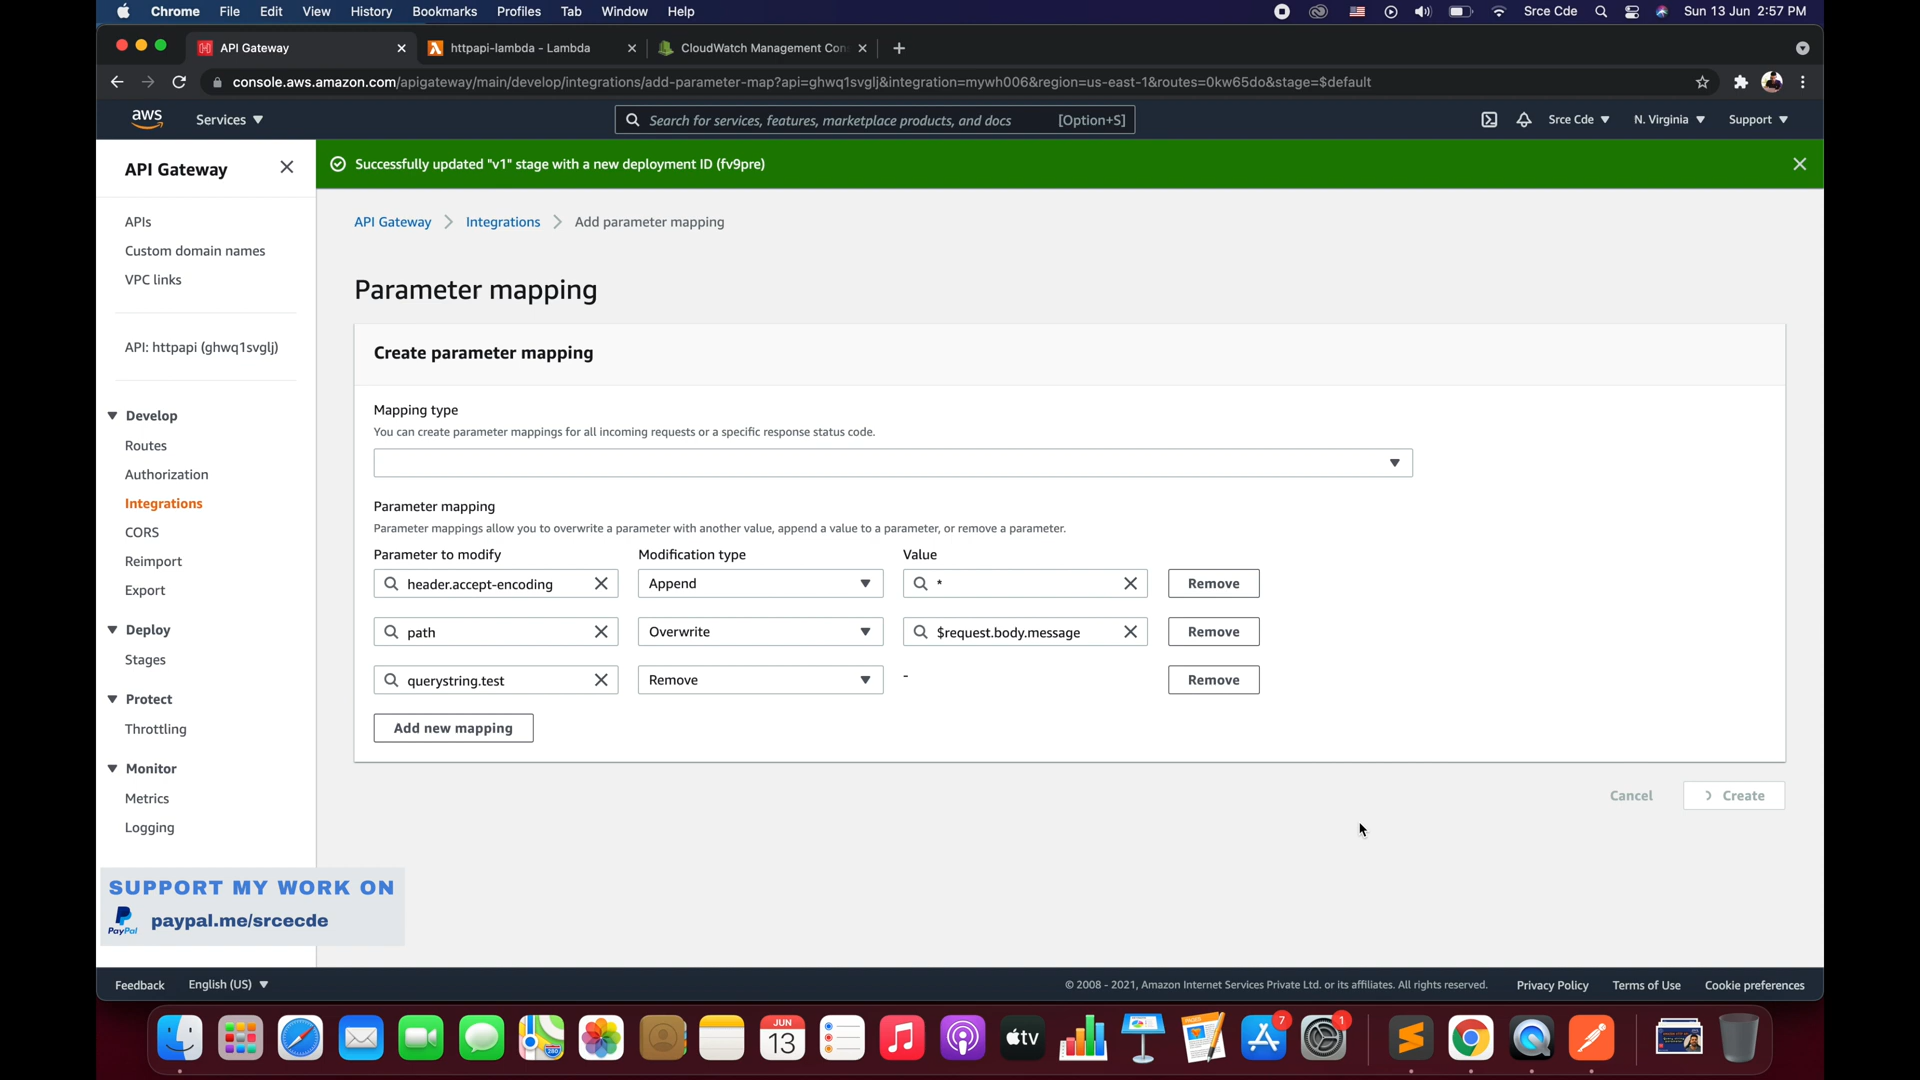 Chrome File Edit View History Bookmarks Profiles Tab Window Help Srce Cde Sun 13 Jun 2:57 PM
API Gateway httpapi-lambda - Lambda CloudWatch Management Con
console.aws.amazon.com/apigateway/main/develop/integrations/add-parameter-map?api=ghwq1svglj&integration=mywh006&region=us-east-1&routes=0kw65do&stage=$default
aws Services Search for services, features, marketplace products, and docs [Option+S] Srce Cde N. Virginia Support
API Gateway
APIs
Custom domain names
VPC links
API: httpapi (ghwq1svglj)
Develop
Routes
Authorization
Integrations
CORS
Reimport
Export
Deploy
Stages
Protect
Throttling
Monitor
Metrics
Logging
Successfully updated "v1" stage with a new deployment ID (fv9pre)
API Gateway Integrations Add parameter mapping
Parameter mapping
Create parameter mapping
Mapping type
You can create parameter mappings for all incoming requests or a specific response status code.
Parameter mapping
Parameter mappings allow you to overwrite a parameter with another value, append a value to a parameter, or remove a parameter.
Parameter to modify Modification type Value
header.accept-encoding Append * Remove
path Overwrite $request.body.message Remove
querystring.test Remove - Remove
Add new mapping
Cancel Create
SUPPORT MY WORK ON
PayPal paypal.me/srcecde
Feedback English (US) © 2008 - 2021, Amazon Internet Services Private Ltd. or its affiliates. All rights reserved. Privacy Policy Terms of Use Cookie preferences
280
JUN
13
tv
7
1